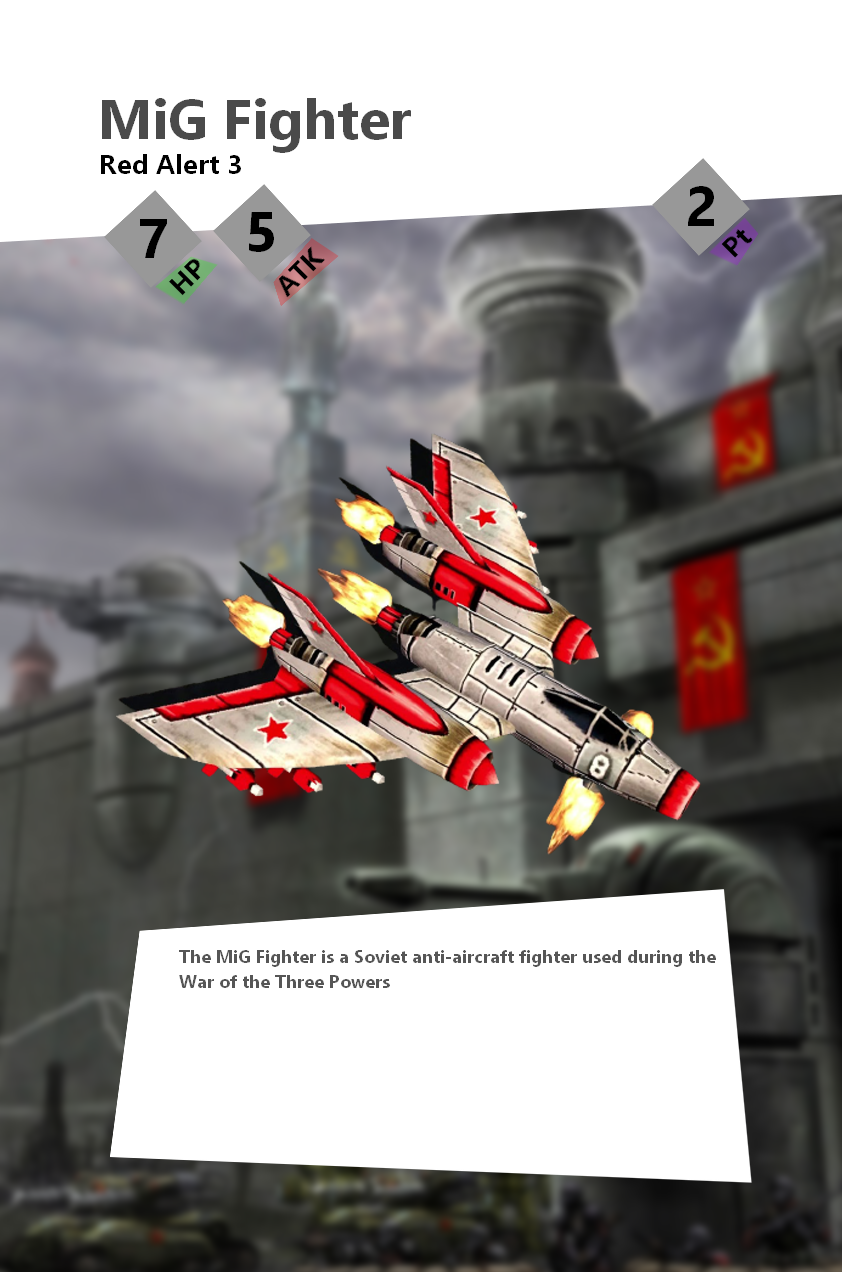 MiG Fighter
Red Alert 3
7 HP
5 ATK
2 Pt
8
The MiG Fighter is a Soviet anti-aircraft fighter used during the
War of the Three Powers